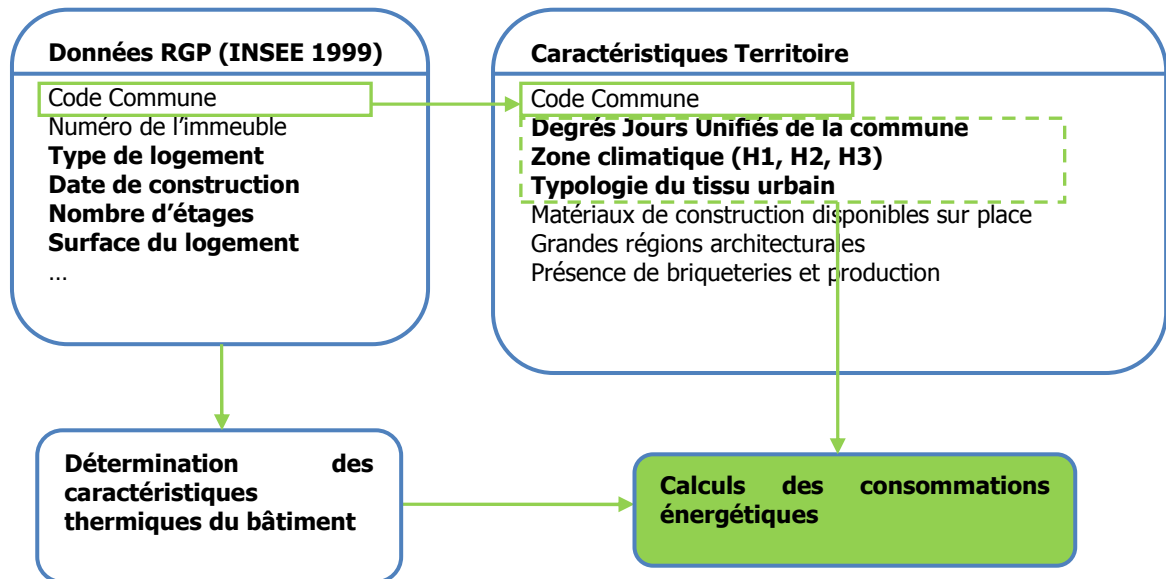 Données RGP (INSEE 1999)
Code Commune
Numéro de l’immeuble
Type de logement
Date de construction
Nombre d’étages
Surface du logement
…
Caractéristiques Territoire
Code Commune
Degrés Jours Unifiés de la commune
Zone climatique (H1, H2, H3)
Typologie du tissu urbain
Matériaux de construction disponibles sur place
Grandes régions architecturales
Présence de briqueteries et production
Détermination des
caractéristiques
thermiques du bâtiment
Calculs des consommations
énergétiques